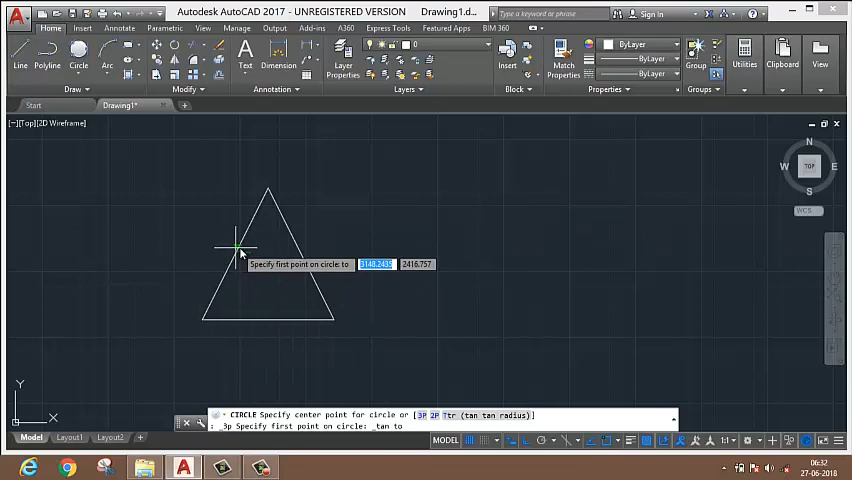 Autodesk AutoCAD 2017 - UNREGISTERED VERSION Drawing1.d... Type a keyword or phrase Sign In
Home Insert Annotate Parametric View Manage Output Add-ins A360 Express Tools Featured Apps BIM 360
Line Polyline Circle Arc Text Dimension Layer Properties 0 Insert Match Properties ByLayer ByLayer ByLayer Group Utilities Clipboard View
Draw Modify Annotation Layers Block Properties Groups
Start Drawing1*
[−][Top][2D Wireframe]
N
W TOP E
S
WCS
Specify first point on circle: to 3148.2435 2416.757
Y
X
CIRCLE Specify center point for circle or [3P 2P Ttr (tan tan radius)]
: _3p Specify first point on circle: _tan to
Model Layout1 Layout2 MODEL 1:1
06:32
27-06-2018